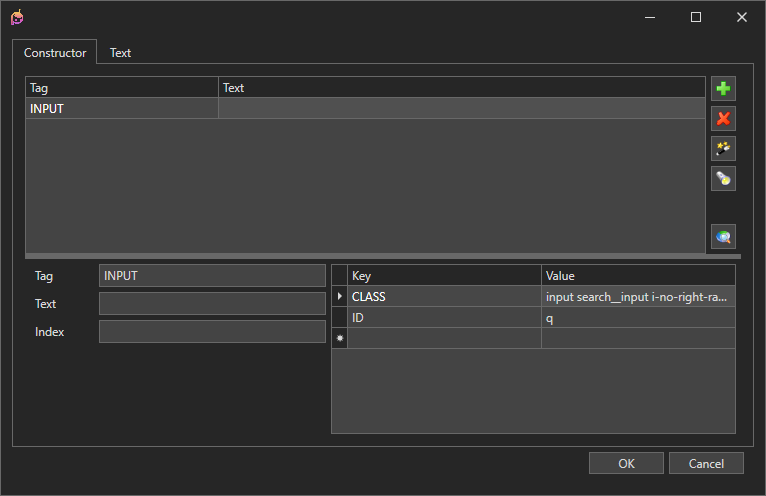 Constructor Text
Tag Text
INPUT
Tag INPUT
Text
Index
Key Value
CLASS input search__input i-no-right-ra...
ID q
OK Cancel